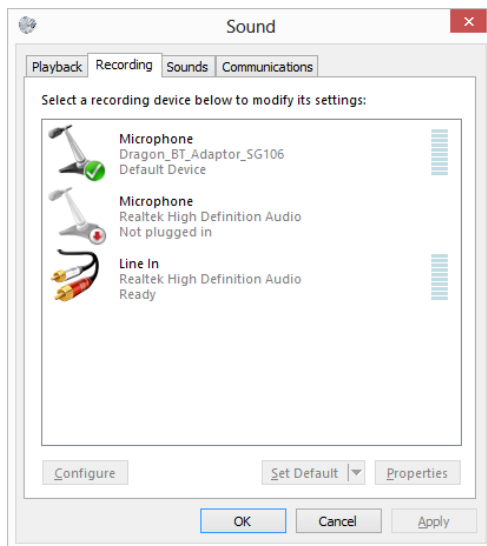 Sound
Playback Recording Sounds Communications
Select a recording device below to modify its settings:
Microphone
Dragon_BT_Adaptor_SG106
Default Device
Microphone
Realtek High Definition Audio
Not plugged in
Line In
Realtek High Definition Audio
Ready
Configure Set Default Properties
OK Cancel Apply